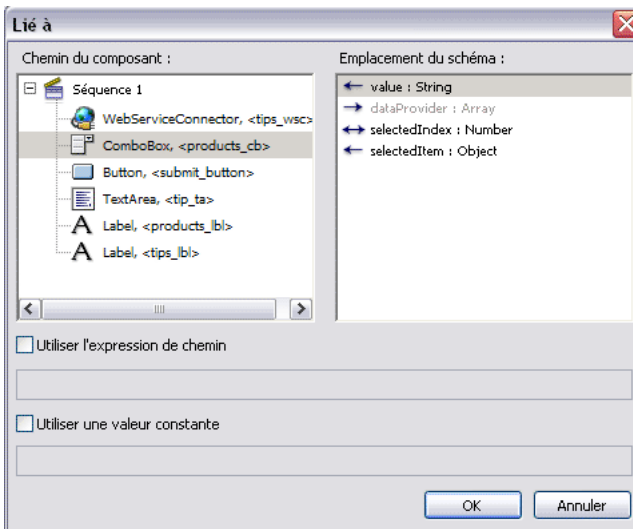 Lié à
Chemin du composant :
Séquence 1
WebServiceConnector, <tips_wsc>
ComboBox, <products_cb>
Button, <submit_button>
TextArea, <tip_ta>
Label, <products_lbl>
Label, <tips_lbl>
Emplacement du schéma :
value : String
dataProvider : Array
selectedIndex : Number
selectedItem : Object
Utiliser l'expression de chemin
Utiliser une valeur constante
OK
Annuler